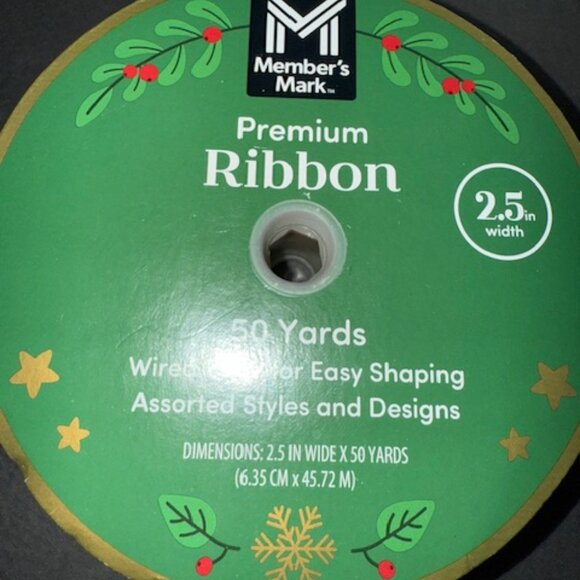 Member's
Mark™
Premium
Ribbon
2.5in
width
50 Yards
Wired for Easy Shaping
Assorted Styles and Designs
DIMENSIONS: 2.5 IN WIDE X 50 YARDS
(6.35 CM x 45.72 M)